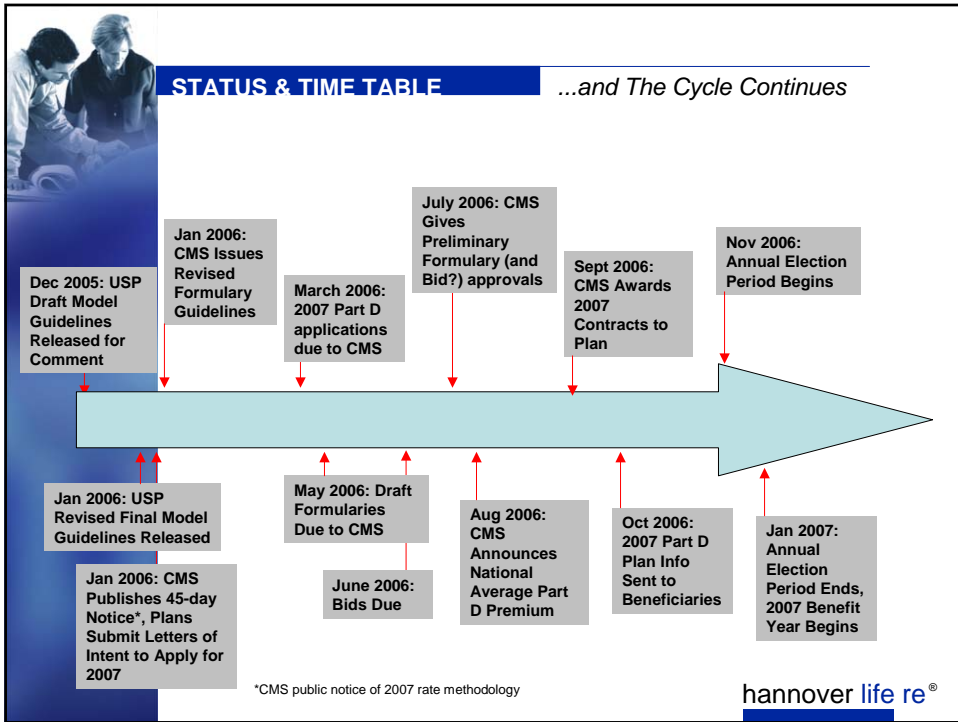 STATUS & TIME TABLE
...and The Cycle Continues
Dec 2005: USP
Draft Model
Guidelines
Released for
Comment
Jan 2006:
CMS Issues
Revised
Formulary
Guidelines
March 2006:
2007 Part D
applications
due to CMS
July 2006: CMS
Gives
Preliminary
Formulary (and
Bid?) approvals
Sept 2006:
CMS Awards
2007
Contracts to
Plan
Nov 2006:
Annual Election
Period Begins
Jan 2006: USP
Revised Final Model
Guidelines Released
Jan 2006: CMS
Publishes 45-day
Notice*, Plans
Submit Letters of
Intent to Apply for
2007
May 2006: Draft
Formularies
Due to CMS
June 2006:
Bids Due
Aug 2006:
CMS
Announces
National
Average Part
D Premium
Oct 2006:
2007 Part D
Plan Info
Sent to
Beneficiaries
Jan 2007:
Annual
Election
Period Ends,
2007 Benefit
Year Begins
*CMS public notice of 2007 rate methodology
hannover life re®